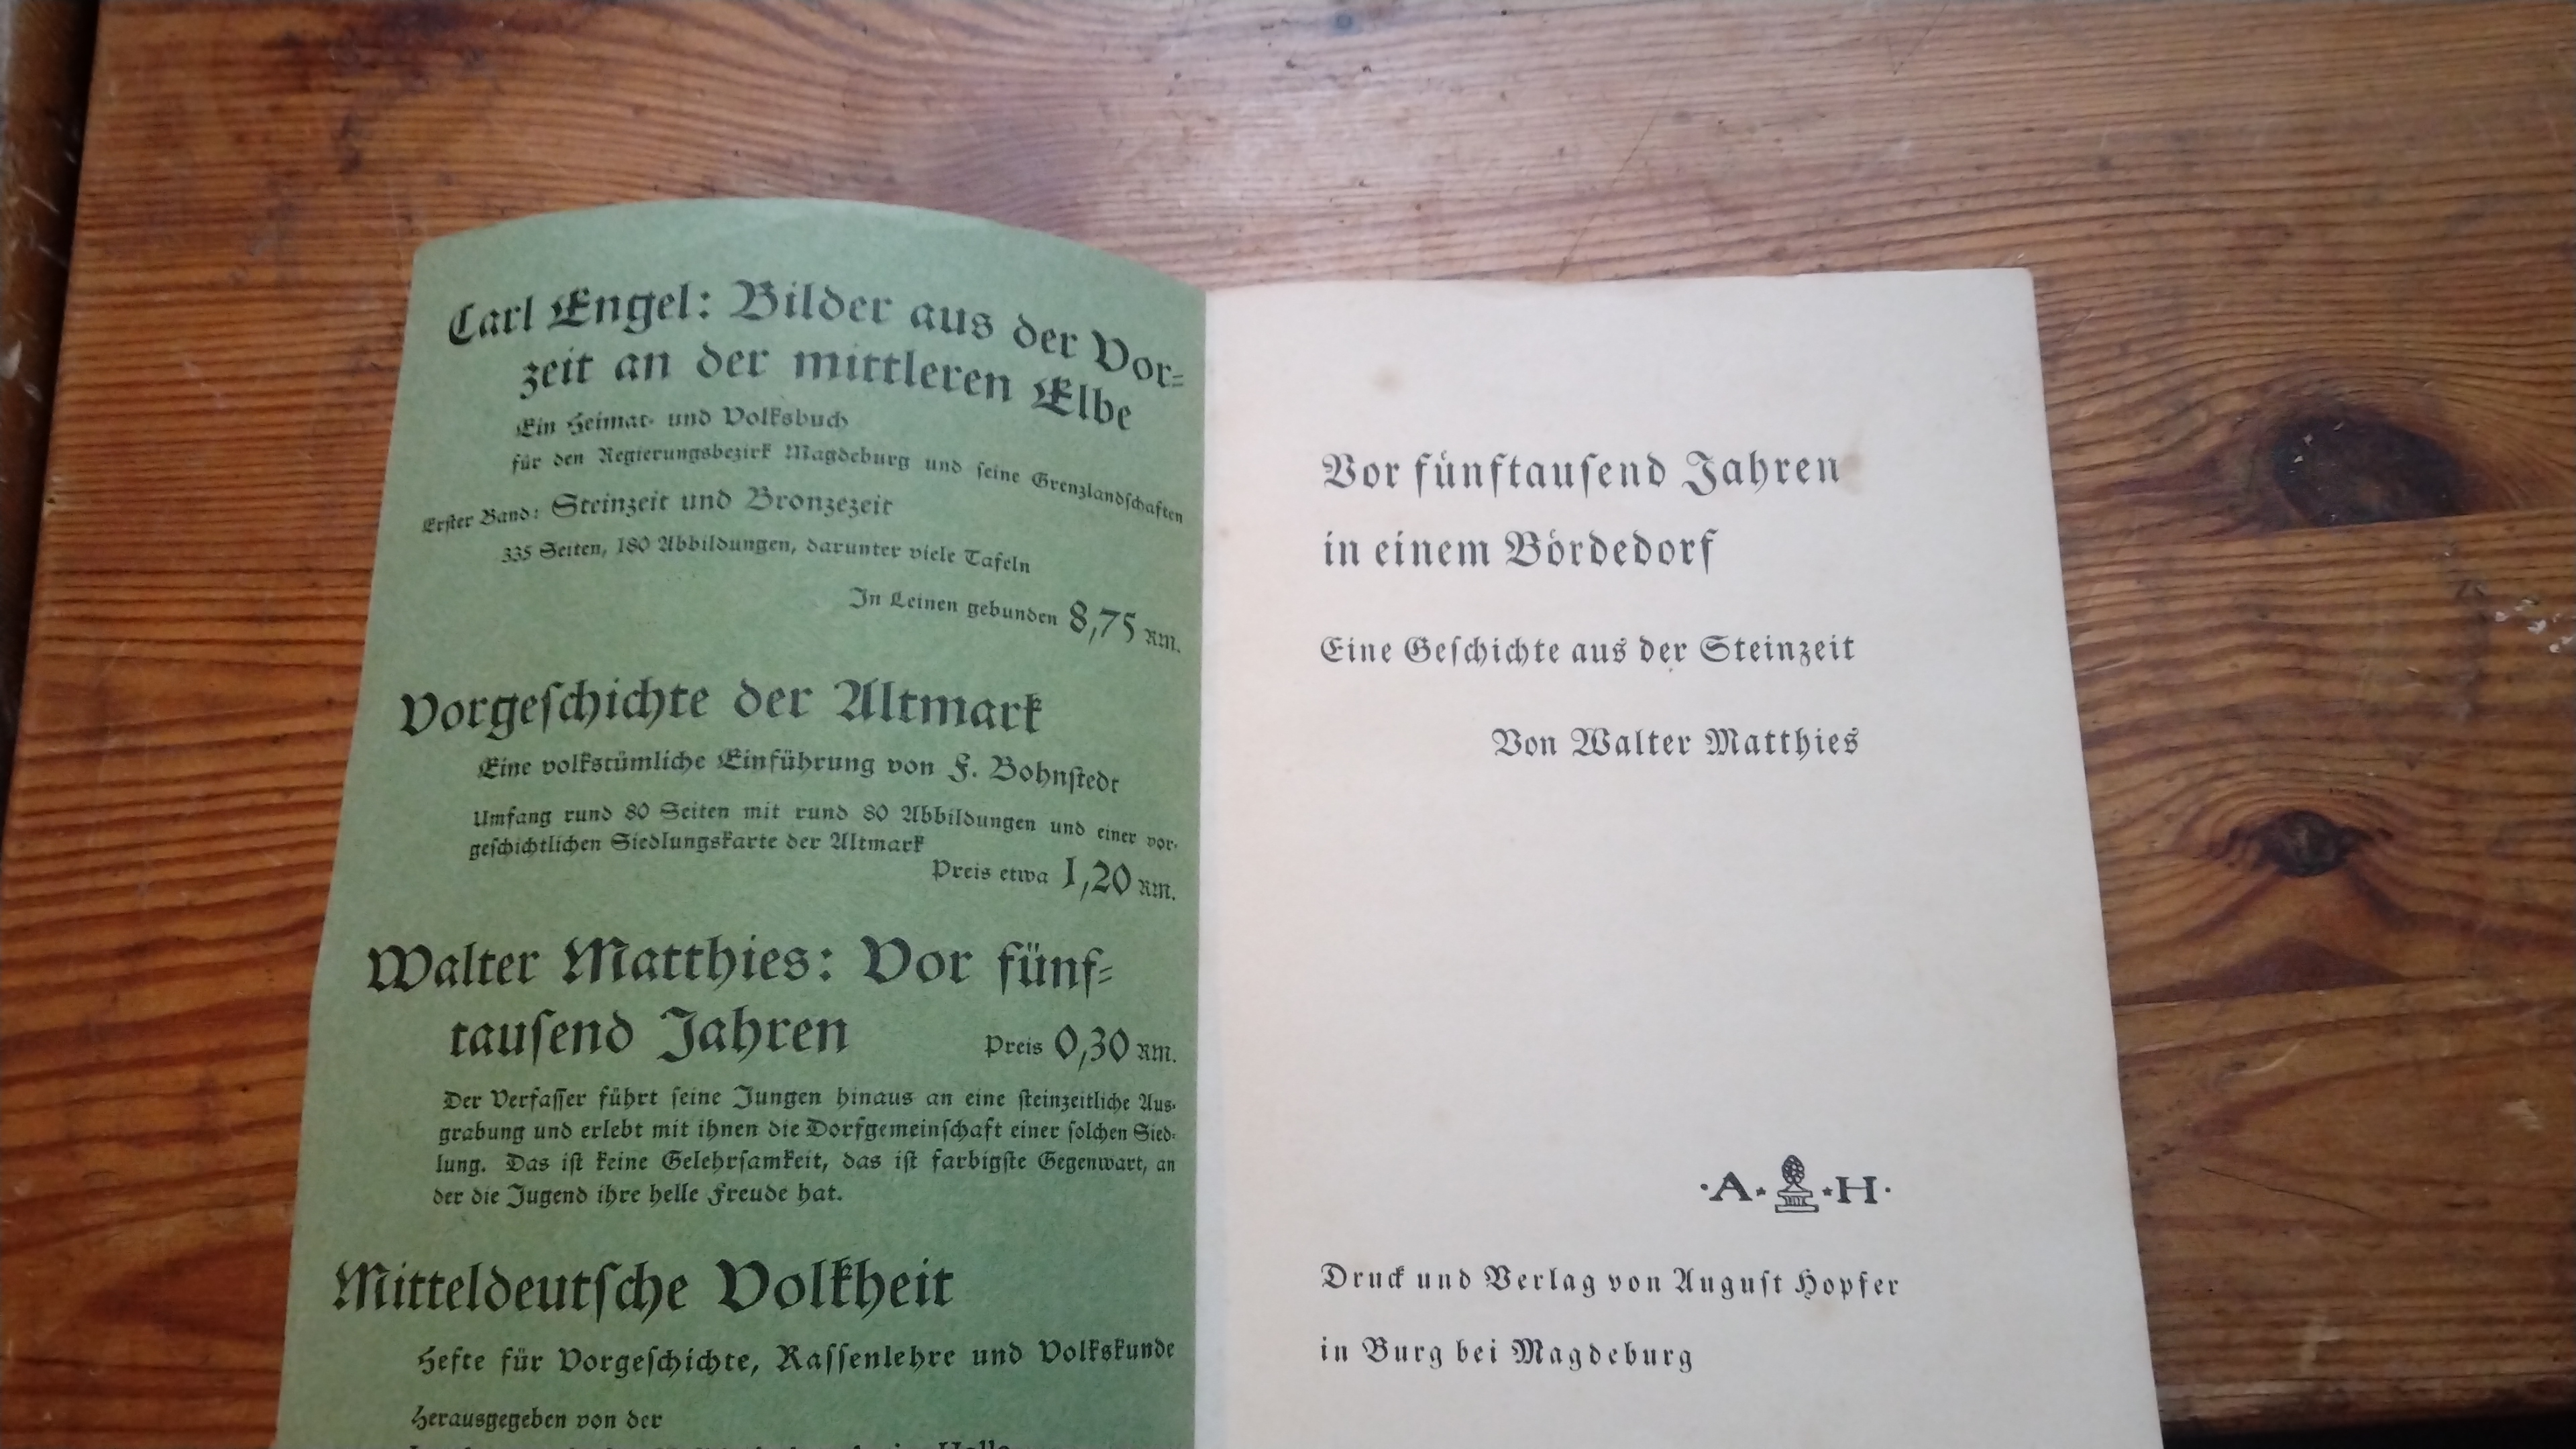 Carl Engel: Bilder aus der Vor-
zeit an der mittleren Elbe
Ein Heimat- und Volksbuch
für den Regierungsbezirk Magdeburg und seine Grenzlandschaften
Erster Band: Steinzeit und Bronzezeit
335 Seiten, 180 Abbildungen, darunter viele Tafeln
In Leinen gebunden 8,75 RM.
Vorgeschichte der Altmark
Eine volkstümliche Einführung von F. Bohnstedt
Umfang rund 80 Seiten mit rund 80 Abbildungen und einer vor-
geschichtlichen Siedlungskarte der Altmark
Preis etwa 1,20 RM.
Walter Matthies: Vor fünf-
tausend Jahren Preis 0,30 RM.
Der Verfasser führt seine Jungen hinaus an eine steinzeitliche Aus-
grabung und erlebt mit ihnen die Dorfgemeinschaft einer solchen Sied-
lung. Das ist keine Gelehrsamkeit, das ist farbigste Gegenwart, an
der die Jugend ihre helle Freude hat.
Mitteldeutsche Volkheit
Hefte für Vorgeschichte, Rassenlehre und Volkskunde
Herausgegeben von der
Halle
Vor fünftausend Jahren
in einem Bördedorf
Eine Geschichte aus der Steinzeit
Von Walter Matthies
·A· ·H·
Druck und Verlag von August Hopfer
in Burg bei Magdeburg